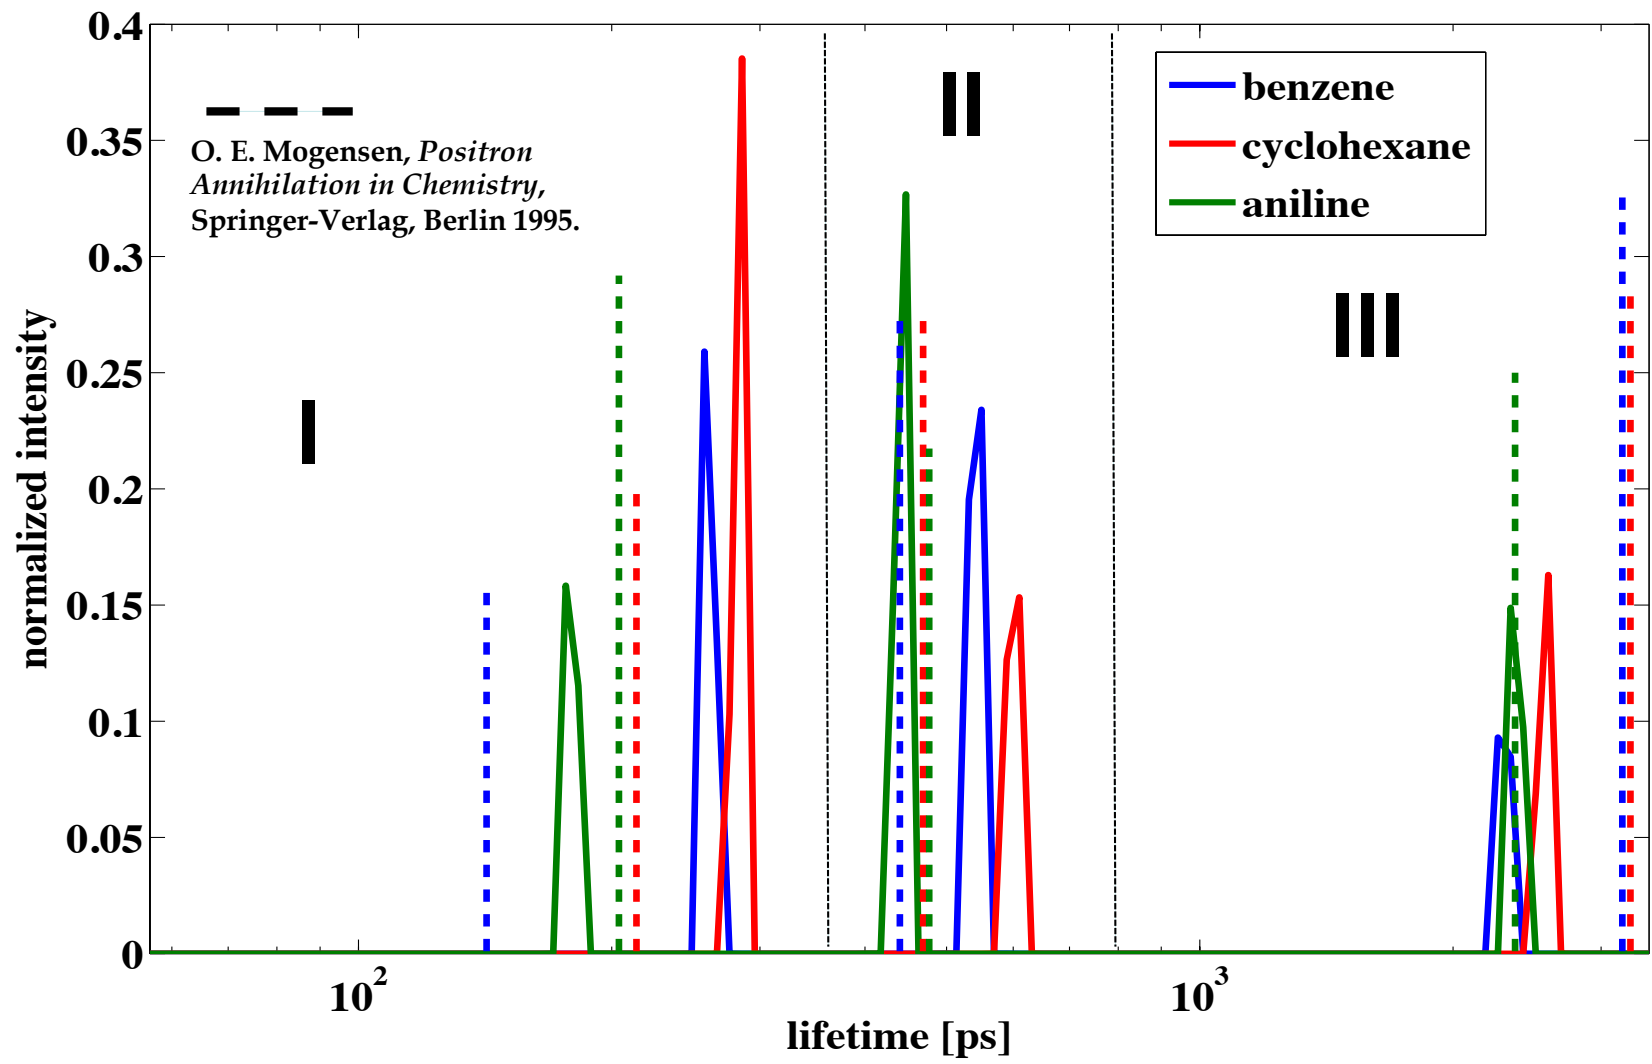 0.4
0.35
0.3
0.25
0.2
0.15
0.1
0.05
0
normalized intensity
O. E. Mogensen, Positron
Annihilation in Chemistry,
Springer-Verlag, Berlin 1995.
I
II
III
benzene
cyclohexane
aniline
10²
10³
lifetime [ps]